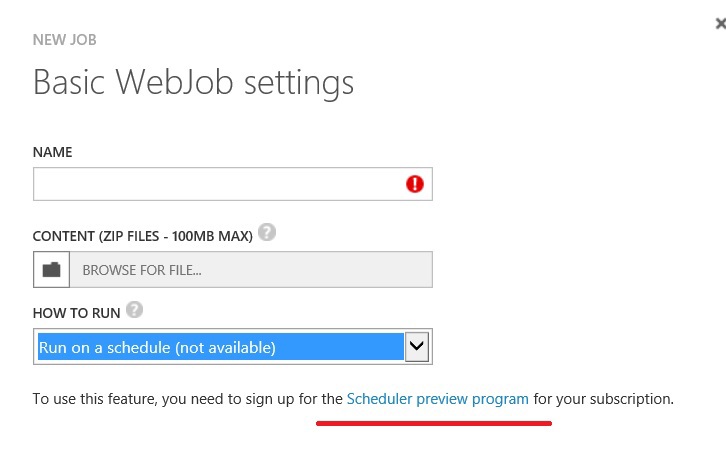 NEW JOB
Basic WebJob settings
NAME
CONTENT (ZIP FILES - 100MB MAX) ?
BROWSE FOR FILE...
HOW TO RUN ?
Run on a schedule (not available)
To use this feature, you need to sign up for the Scheduler preview program for your subscription.